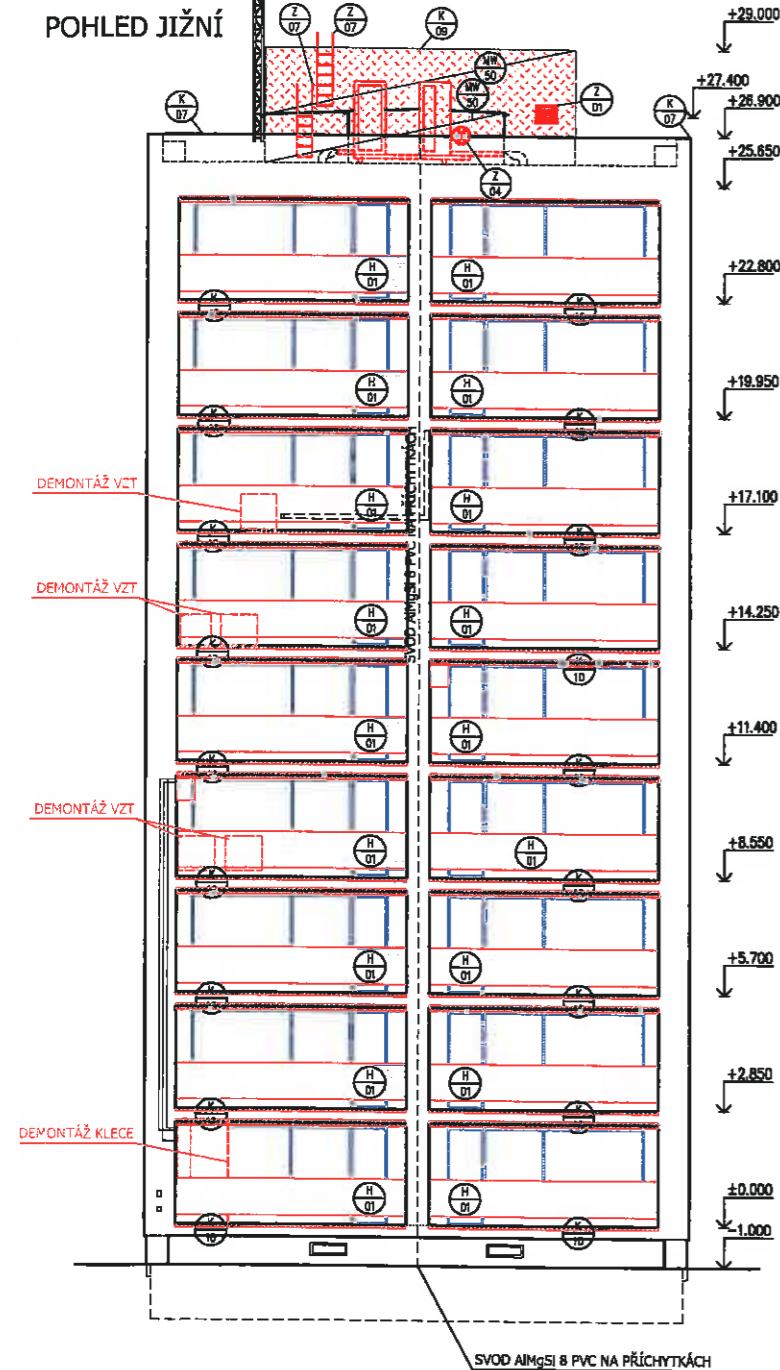 POHLED JIŽNÍ
Z 07
Z 07
K 09
+29.000
MW 50
MW 50
Z 01
+27.400
K 07
K 07
+26.900
+25.650
Z 04
H 01
H 01
+22.800
H 01
H 01
+19.950
DEMONTÁŽ VZT
H 01
H 01
+17.100
SVOD AlMgSi 8 PVC NA PŘÍCHYTKÁCH
DEMONTÁŽ VZT
H 01
H 01
+14.250
10
H 01
H 01
+11.400
DEMONTÁŽ VZT
H 01
H 01
+8.550
H 01
H 01
+5.700
H 01
H 01
+2.850
DEMONTÁŽ KLECE
H 01
H 01
±0.000
K 10
K 10
-1.000
SVOD AlMgSi 8 PVC NA PŘÍCHYTKÁCH